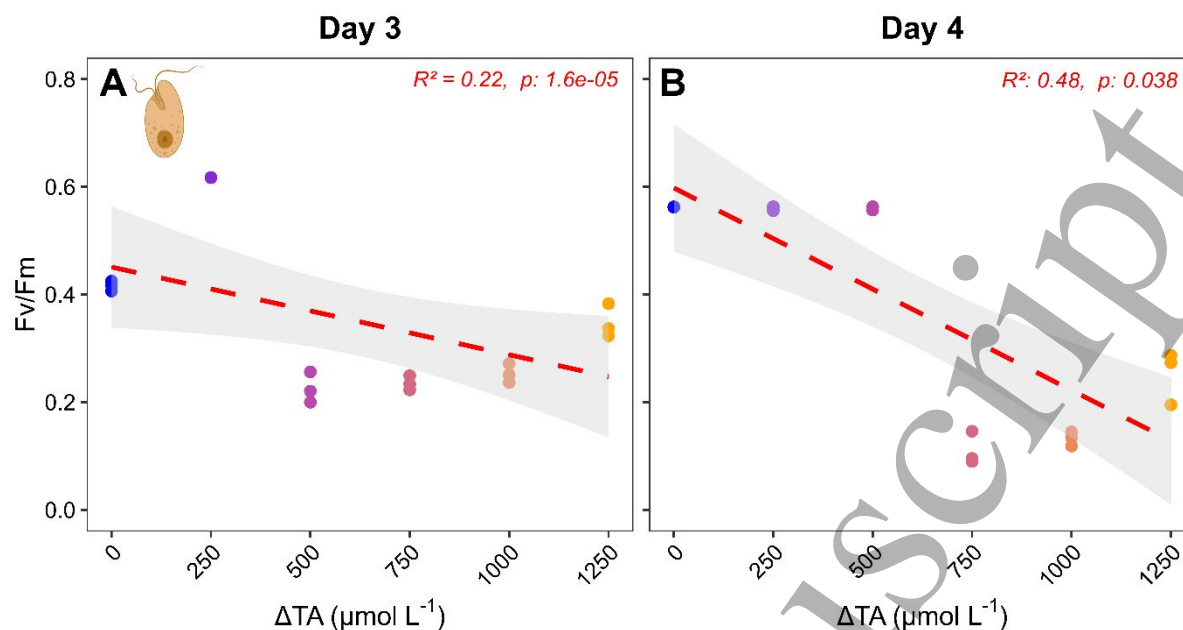 Day 3
Day 4
A
R² = 0.22, p: 1.6e-05
B
R²: 0.48, p: 0.038
Fv/Fm
0.8
0.6
0.4
0.2
0.0
0
250
500
750
1000
1250
0
250
500
750
1000
1250
ΔTA (μmol L⁻¹)
ΔTA (μmol L⁻¹)
uscript